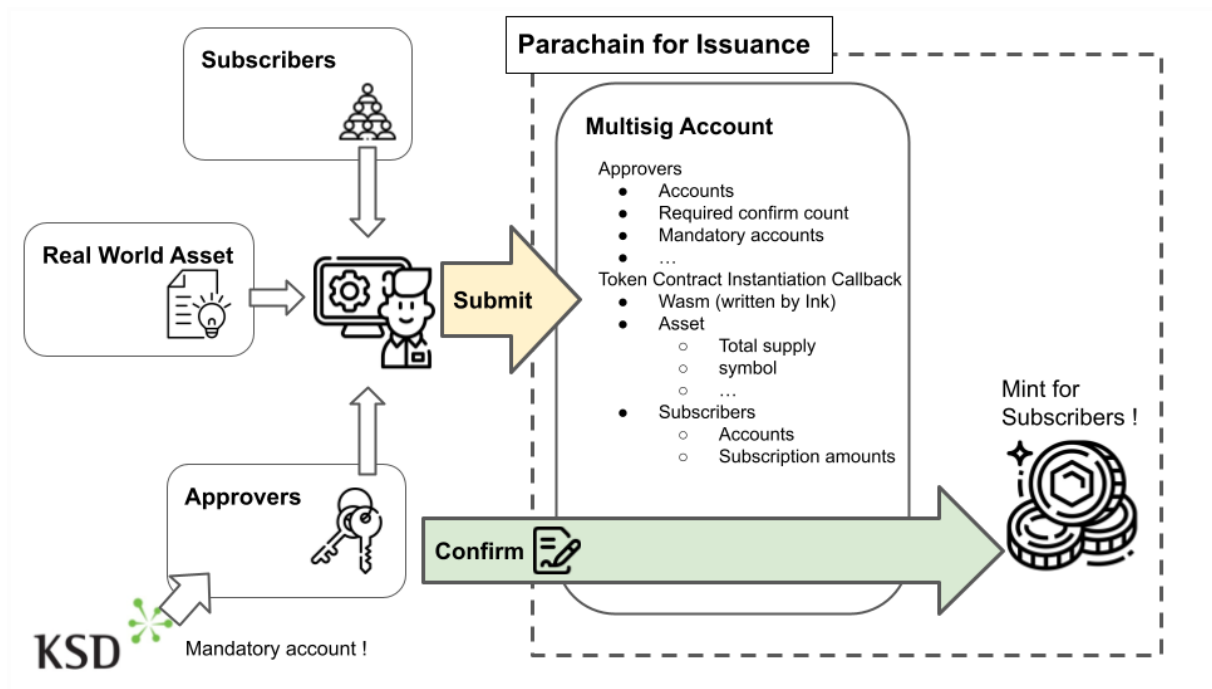 Subscribers
Parachain for Issuance
Real World Asset
Multisig Account
Approvers
● Accounts
● Required confirm count
● Mandatory accounts
● …
Token Contract Instantiation Callback
● Wasm (written by Ink)
● Asset
○ Total supply
○ symbol
○ …
● Subscribers
○ Accounts
○ Subscription amounts
Submit
Mint for
Subscribers !
Approvers
Confirm
KSD
Mandatory account !